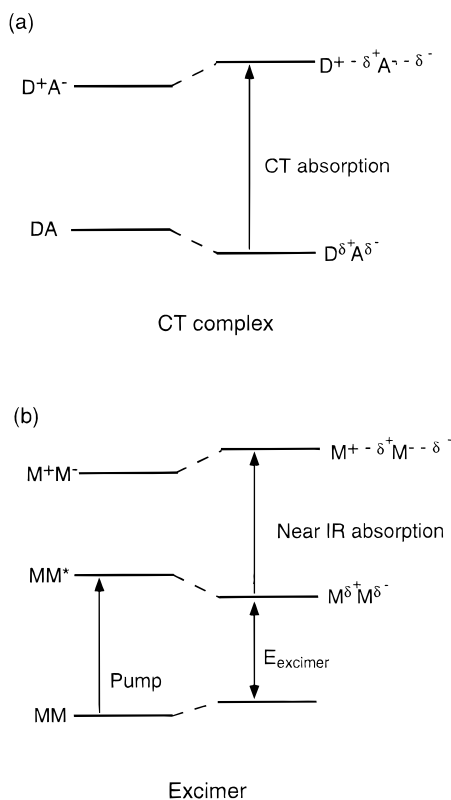 (a)
D⁺A⁻
D+ - δ⁺A- - δ⁻
CT absorption
DA
Dδ⁺Aδ⁻
CT complex
(b)
M⁺M⁻
M+ - δ⁺M- - δ⁻
Near IR absorption
MM*
Mδ⁺Mδ⁻
Eexcimer
Pump
MM
Excimer